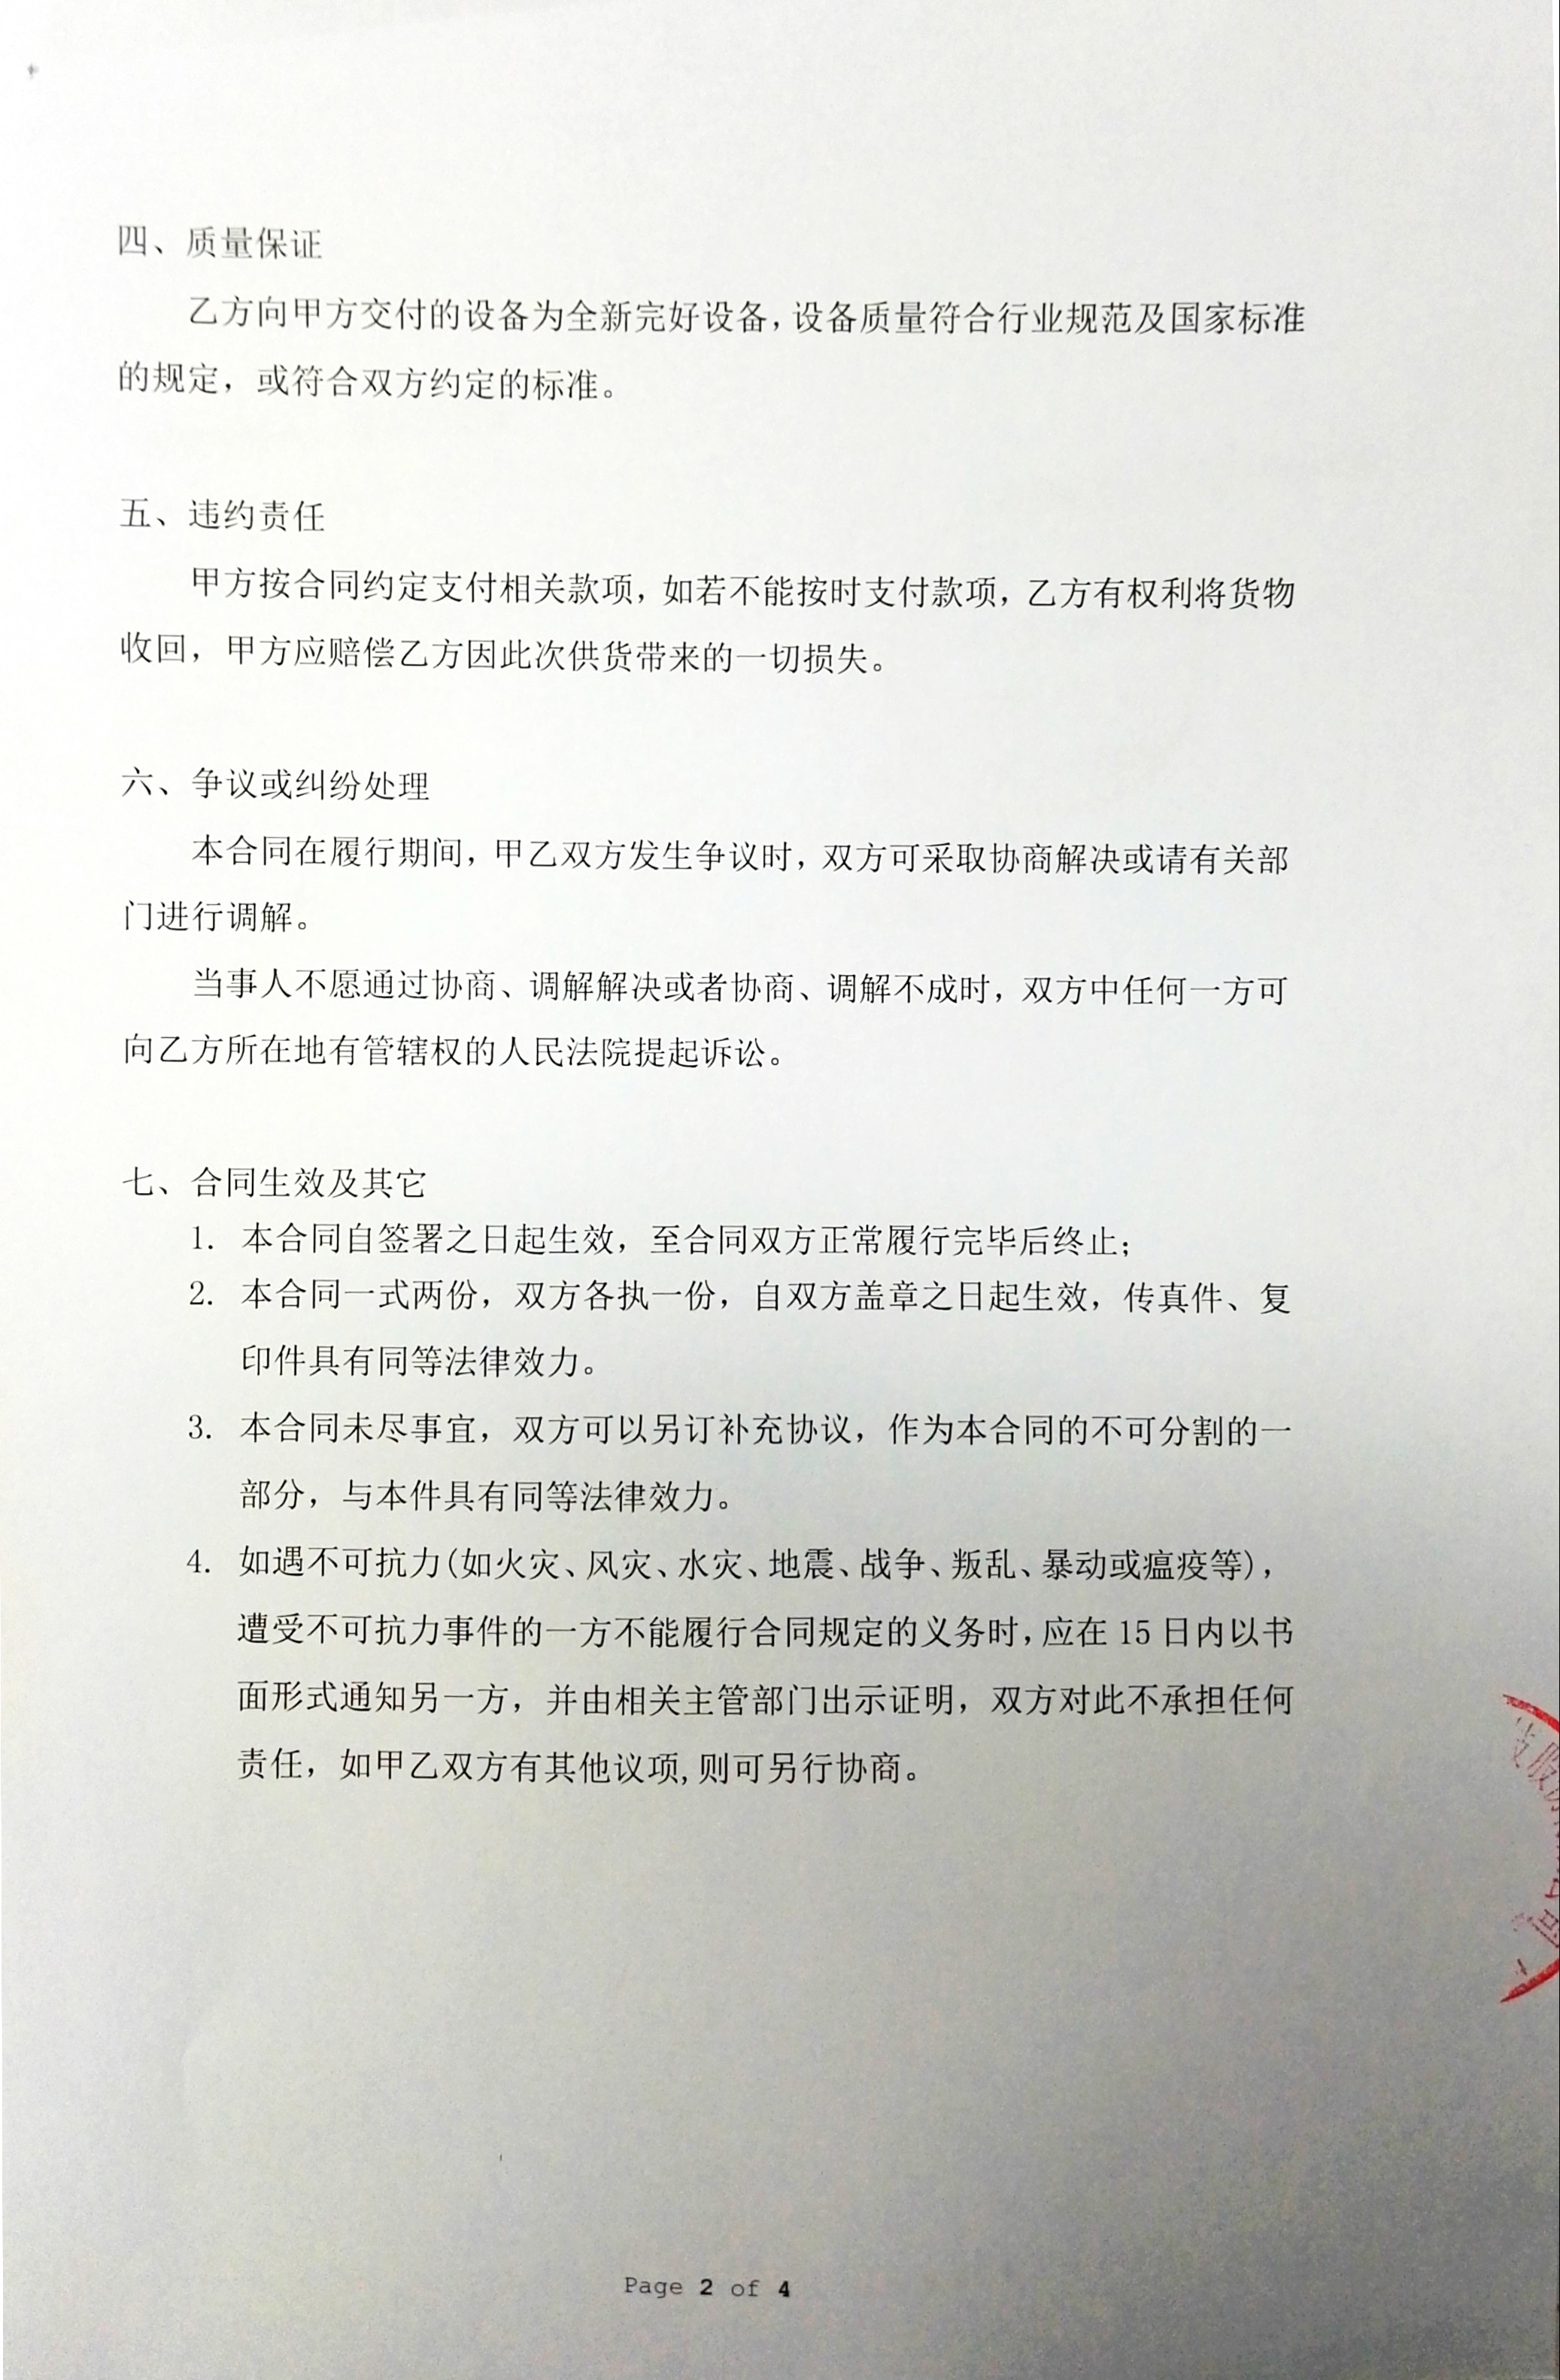 四、质量保证
乙方向甲方交付的设备为全新完好设备，设备质量符合行业规范及国家标准
的规定，或符合双方约定的标准。
五、违约责任
甲方按合同约定支付相关款项，如若不能按时支付款项，乙方有权利将货物
收回，甲方应赔偿乙方因此次供货带来的一切损失。
六、争议或纠纷处理
本合同在履行期间，甲乙双方发生争议时，双方可采取协商解决或请有关部
门进行调解。
当事人不愿通过协商、调解解决或者协商、调解不成时，双方中任何一方可
向乙方所在地有管辖权的人民法院提起诉讼。
七、合同生效及其它
1. 本合同自签署之日起生效，至合同双方正常履行完毕后终止；
2. 本合同一式两份，双方各执一份，自双方盖章之日起生效，传真件、复
印件具有同等法律效力。
3. 本合同未尽事宜，双方可以另订补充协议，作为本合同的不可分割的一
部分，与本件具有同等法律效力。
4. 如遇不可抗力(如火灾、风灾、水灾、地震、战争、叛乱、暴动或瘟疫等)，
遭受不可抗力事件的一方不能履行合同规定的义务时，应在 15 日内以书
面形式通知另一方，并由相关主管部门出示证明，双方对此不承担任何
责任，如甲乙双方有其他议项,则可另行协商。
Page 2 of 4